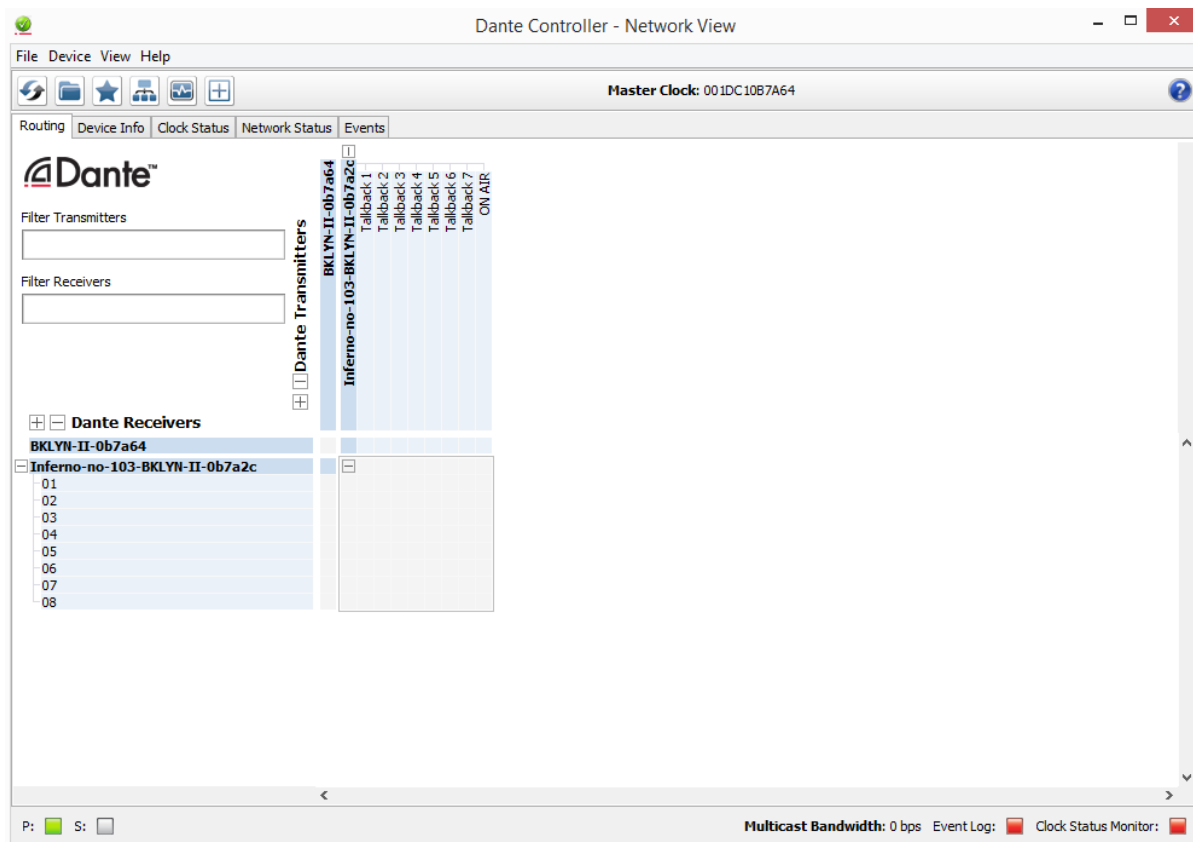 Dante Controller - Network View
File Device View Help
Master Clock: 001DC10B7A64
Routing Device Info Clock Status Network Status Events
Dante™
Filter Transmitters
Filter Receivers
Dante Transmitters
BKLYN-II-0b7a64
Inferno-no-103-BKLYN-II-0b7a2c
Talkback 1
Talkback 2
Talkback 3
Talkback 4
Talkback 5
Talkback 6
Talkback 7
ON AIR
Dante Receivers
BKLYN-II-0b7a64
Inferno-no-103-BKLYN-II-0b7a2c
01
02
03
04
05
06
07
08
P: S: Multicast Bandwidth: 0 bps Event Log: Clock Status Monitor: